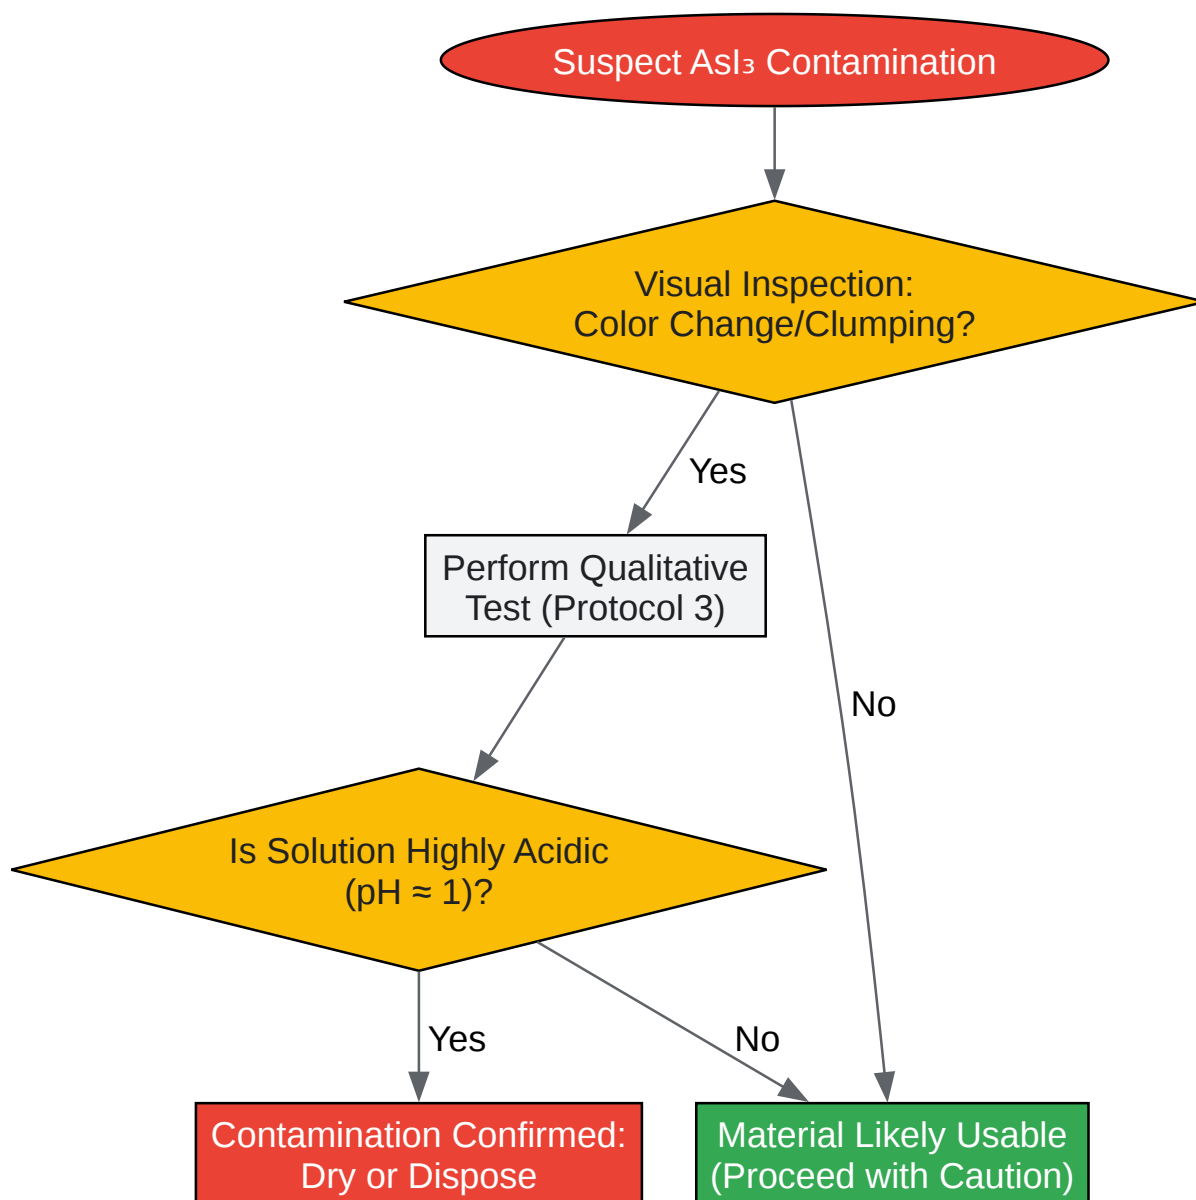 Suspect AsI₃ Contamination
Visual Inspection:
Color Change/Clumping?
Yes
Perform Qualitative
Test (Protocol 3)
No
Is Solution Highly Acidic
(pH ≈ 1)?
Yes
No
Contamination Confirmed:
Dry or Dispose
Material Likely Usable
(Proceed with Caution)